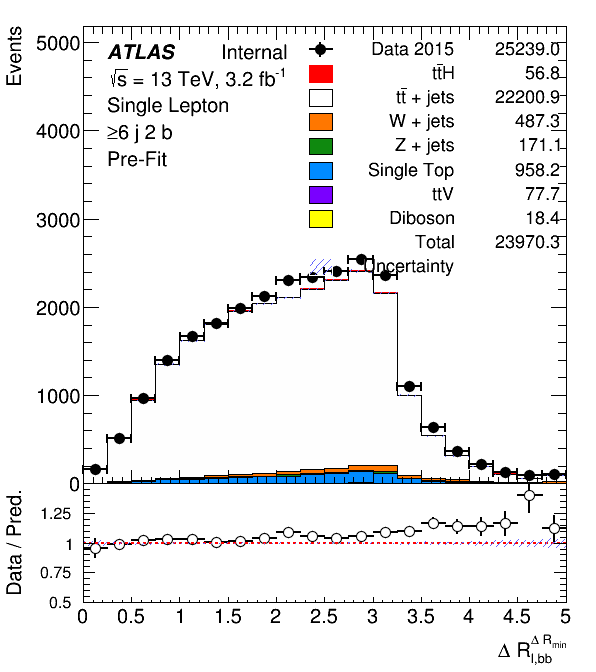 Events
5000
4000
3000
2000
1000
0
ATLAS Internal
√s = 13 TeV, 3.2 fb-1
Single Lepton
≥6 j 2 b
Pre-Fit
Data 2015 25239.0
tt̄H 56.8
tt̄ + jets 22200.9
W + jets 487.3
Z + jets 171.1
Single Top 958.2
ttV 77.7
Diboson 18.4
Total 23970.3
Uncertainty
Data / Pred.
1.25
1
0.75
0.5
0 0.5 1 1.5 2 2.5 3 3.5 4 4.5 5
Δ R l,bb Δ R min